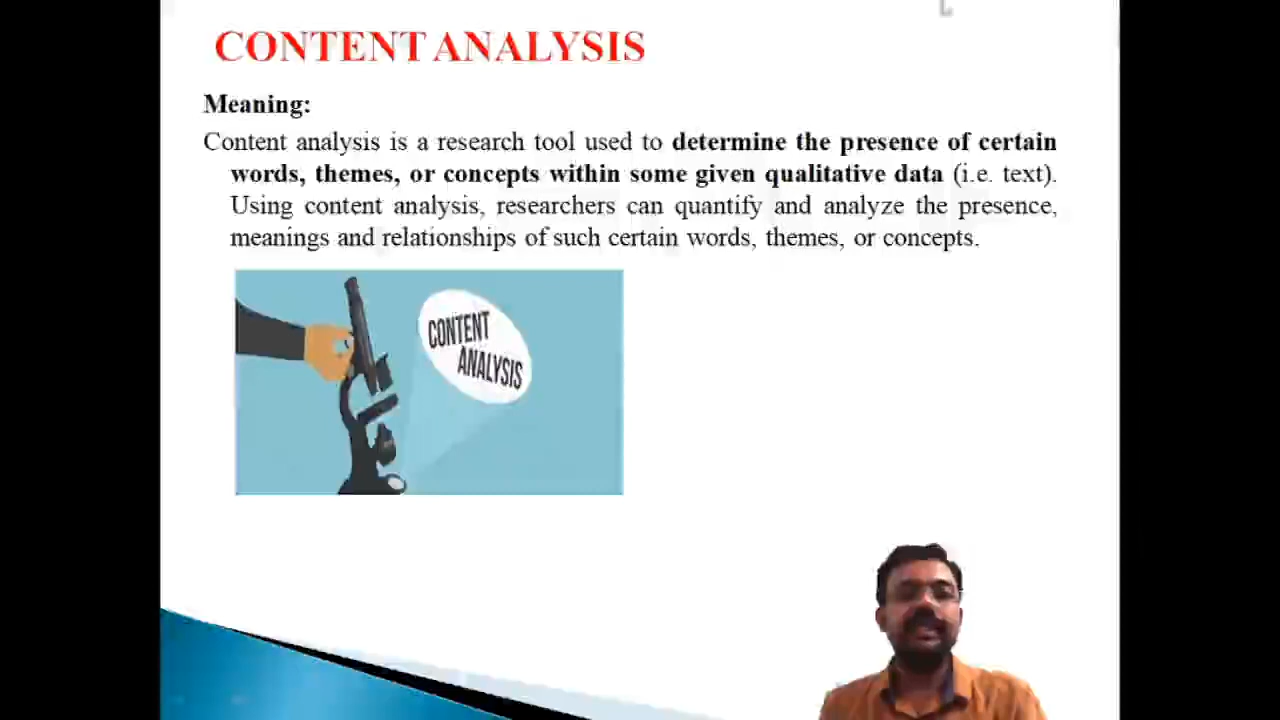 CONTENT ANALYSIS
Meaning:
Content analysis is a research tool used to determine the presence of certain
words, themes, or concepts within some given qualitative data (i.e. text).
Using content analysis, researchers can quantify and analyze the presence,
meanings and relationships of such certain words, themes, or concepts.
CONTENT
ANALYSIS